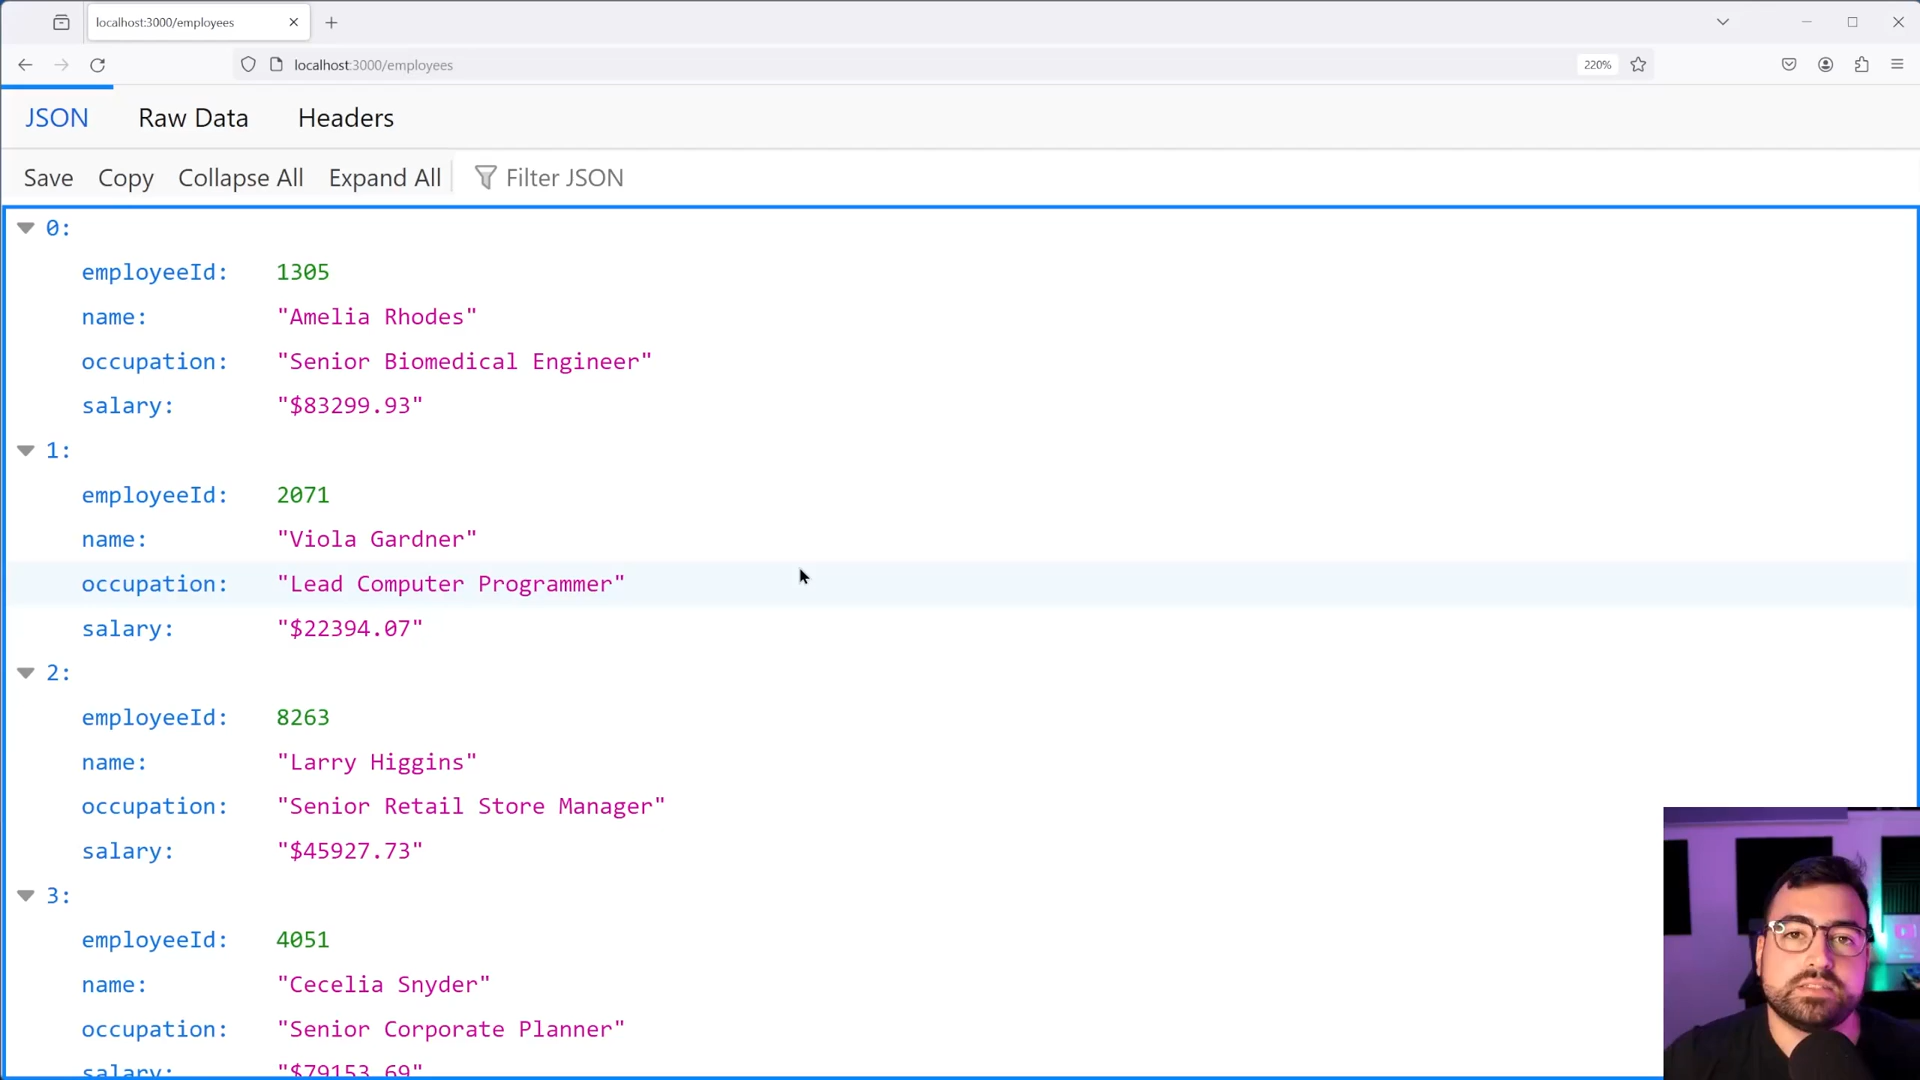 localhost:3000/employees
localhost:3000/employees 220%
JSON Raw Data Headers
Save Copy Collapse All Expand All Filter JSON
0:
employeeId: 1305
name: "Amelia Rhodes"
occupation: "Senior Biomedical Engineer"
salary: "$83299.93"
1:
employeeId: 2071
name: "Viola Gardner"
occupation: "Lead Computer Programmer"
salary: "$22394.07"
2:
employeeId: 8263
name: "Larry Higgins"
occupation: "Senior Retail Store Manager"
salary: "$45927.73"
3:
employeeId: 4051
name: "Cecelia Snyder"
occupation: "Senior Corporate Planner"
salary: "$79153.69"